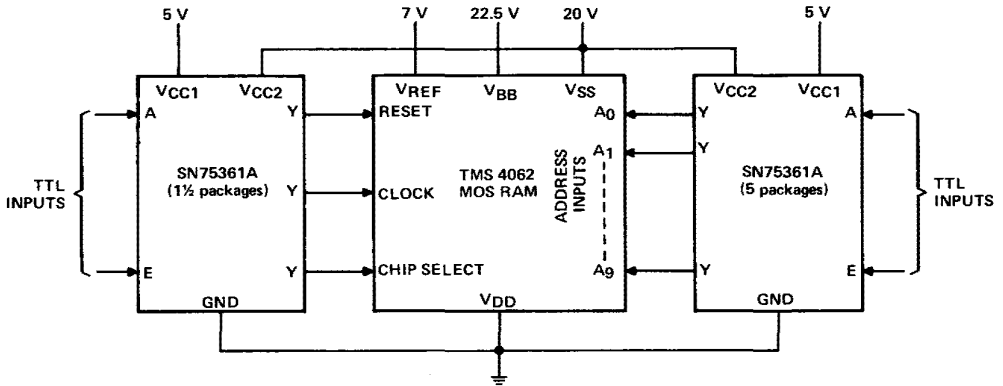 5 V
7 V
22.5 V
20 V
5 V
VCC1
VCC2
VREF
VBB
VSS
VCC2
VCC1
A
Y
RESET
A0
Y
A
A1
Y
TTL
INPUTS
SN75361A
(1½ packages)
Y
CLOCK
TMS 4062
MOS RAM
ADDRESS
INPUTS
SN75361A
(5 packages)
TTL
INPUTS
E
Y
CHIP SELECT
A9
Y
E
GND
VDD
GND